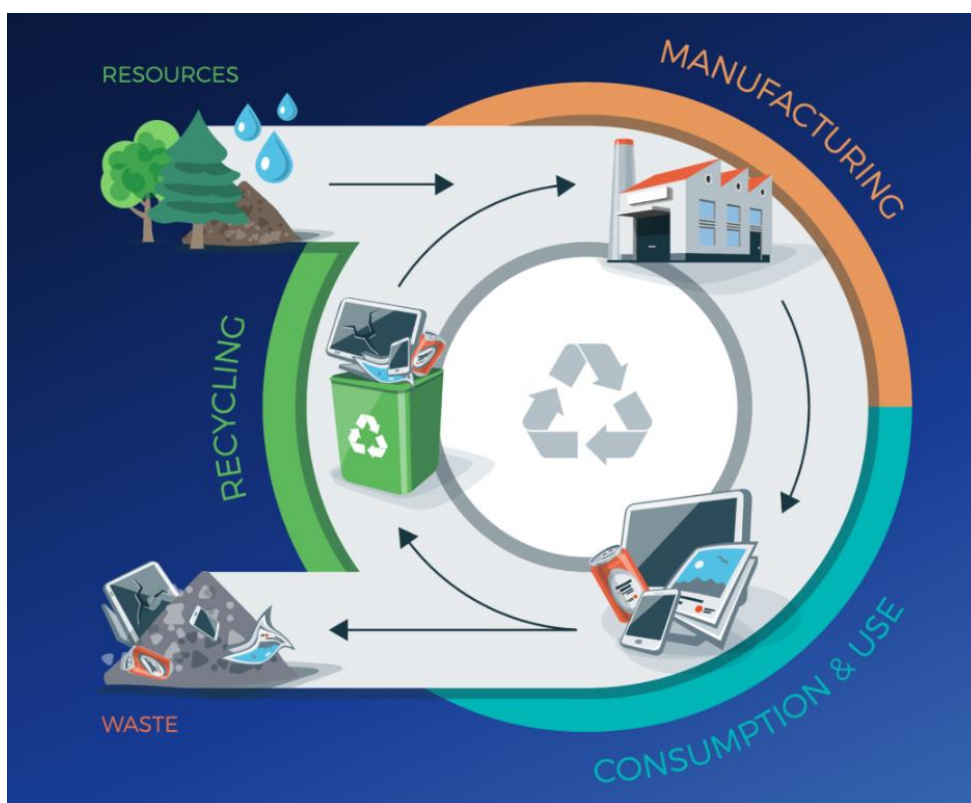 RESOURCES
MANUFACTURING
RECYCLING
WASTE
CONSUMPTION & USE